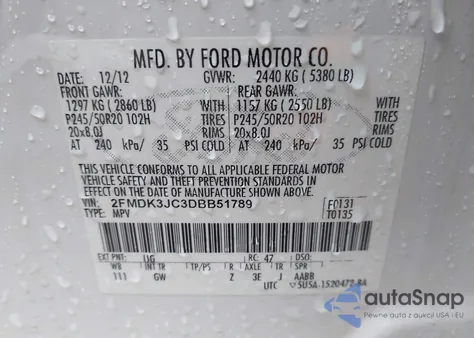 MFD. BY FORD MOTOR CO.
DATE: 12/12 GVWR: 2440 KG ( 5380 LB)
FRONT GAWR: REAR GAWR:
1297 KG ( 2860 LB) WITH 1157 KG ( 2550 LB) WITH
P245/50R20 102H TIRES P245/50R20 102H TIRES
20x8.0J RIMS 20x8.0J RIMS
AT 240 kPa/ 35 PSI COLD AT 240 kPa/ 35 PSI COLD
THIS VEHICLE CONFORMS TO ALL APPLICABLE FEDERAL MOTOR
VEHICLE SAFETY AND THEFT PREVENTION STANDARDS IN
EFFECT ON THE DATE OF MANUFACTURE SHOWN ABOVE.
VIN: 2FMDK3JC3DBB51789 F0131
TYPE: MPV T0135
EXT PNT: UG RC: 47 DSO:
WB INT TR TP/PS R AXLE TR SPR
111 GW Z 3E J AABB
UTC
autoSnap
Pewne auta z aukcji USA i EU